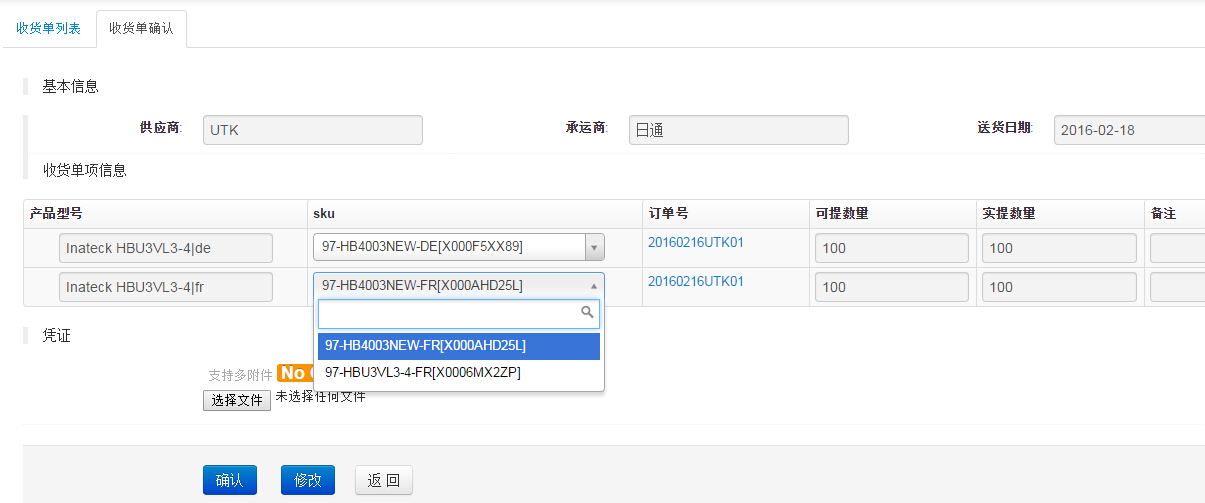 收货单列表 收货单确认
基本信息
供应商: UTK 承运商: 日通 送货日期: 2016-02-18
收货单项信息
产品型号 sku 订单号 可提数量 实提数量 备注
Inateck HBU3VL3-4|de 97-HB4003NEW-DE[X000F5XX89] 20160216UTK01 100 100
Inateck HBU3VL3-4|fr 97-HB4003NEW-FR[X000AHD25L] 20160216UTK01 100 100
97-HB4003NEW-FR[X000AHD25L]
97-HBU3VL3-4-FR[X0006MX2ZP]
凭证
支持多附件 No
选择文件 未选择任何文件
确认 修改 返 回